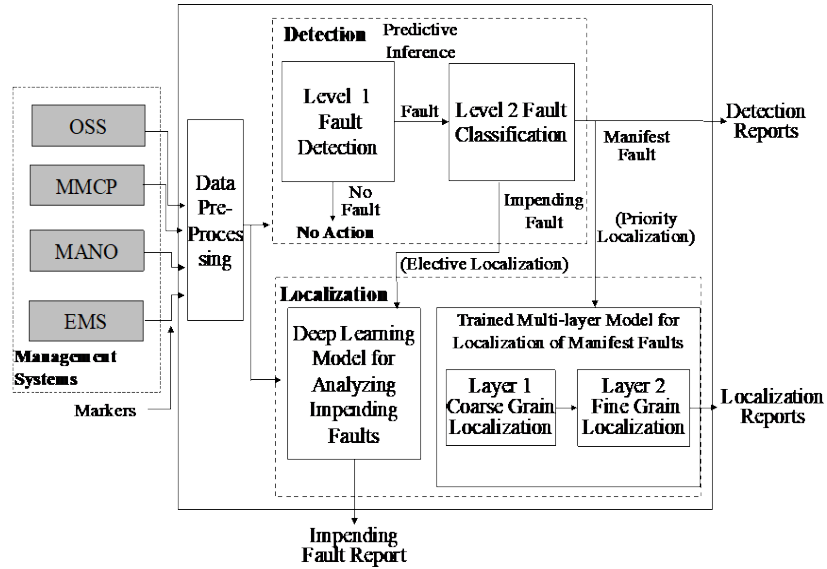 Detection
Predictive
Inference
OSS
MMCP
MANO
EMS
Management
Systems
Markers
Data
Pre-
Proces
sing
Level 1
Fault
Detection
Fault
Level 2 Fault
Classification
Detection
Reports
No
Fault
No Action
Impending
Fault
Manifest
Fault
(Priority
Localization)
(Elective Localization)
Localization
Deep Learning
Model for
Analyzing
Impending
Faults
Trained Multi-layer Model for
Localization of Manifest Faults
Layer 1
Coarse Grain
Localization
Layer 2
Fine Grain
Localization
Localization
Reports
Impending
Fault Report